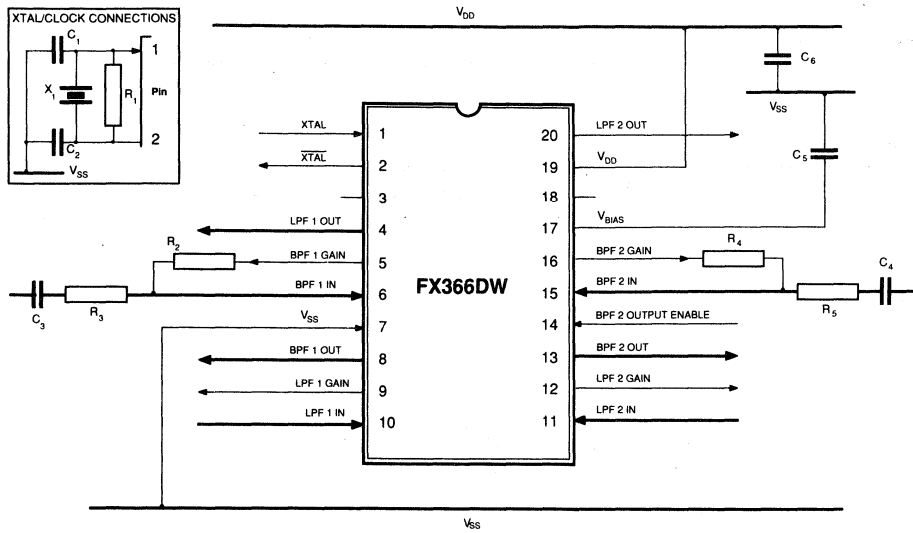 XTAL/CLOCK CONNECTIONS
C1
X1
R1
1
Pin
2
C2
VSS
VDD
C6
VSS
C5
XTAL
1
20
LPF 2 OUT
XTAL
2
19
VDD
3
18
LPF 1 OUT
4
17
VBIAS
R2
BPF 1 GAIN
5
16
BPF 2 GAIN
R4
C3
R3
BPF 1 IN
6
FX366DW
15
BPF 2 IN
R5
C4
VSS
7
14
BPF 2 OUTPUT ENABLE
BPF 1 OUT
8
13
BPF 2 OUT
LPF 1 GAIN
9
12
LPF 2 GAIN
LPF 1 IN
10
11
LPF 2 IN
VSS